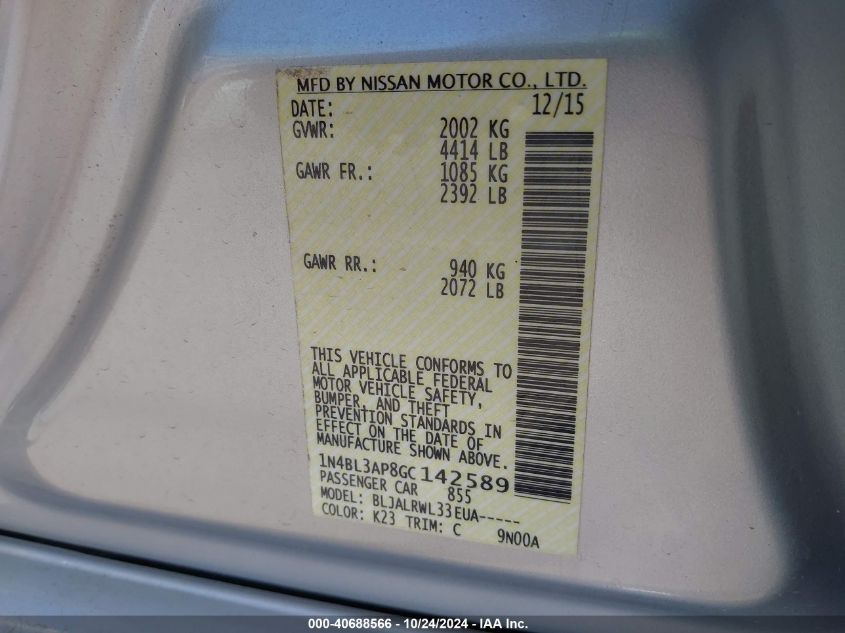 MFD BY NISSAN MOTOR CO., LTD.
DATE: 12/15
GVWR: 2002 KG
4414 LB
GAWR FR.: 1085 KG
2392 LB
GAWR RR.: 940 KG
2072 LB
THIS VEHICLE CONFORMS TO
ALL APPLICABLE FEDERAL
MOTOR VEHICLE SAFETY,
BUMPER, AND THEFT
PREVENTION STANDARDS IN
EFFECT ON THE DATE OF
MANUFACTURE SHOWN ABOVE.
1N4BL3AP8GC142589
PASSENGER CAR 855
MODEL: BLJALRWL33EUA-----
COLOR: K23 TRIM: C 9N00A
000-40688566 - 10/24/2024 - IAA Inc.